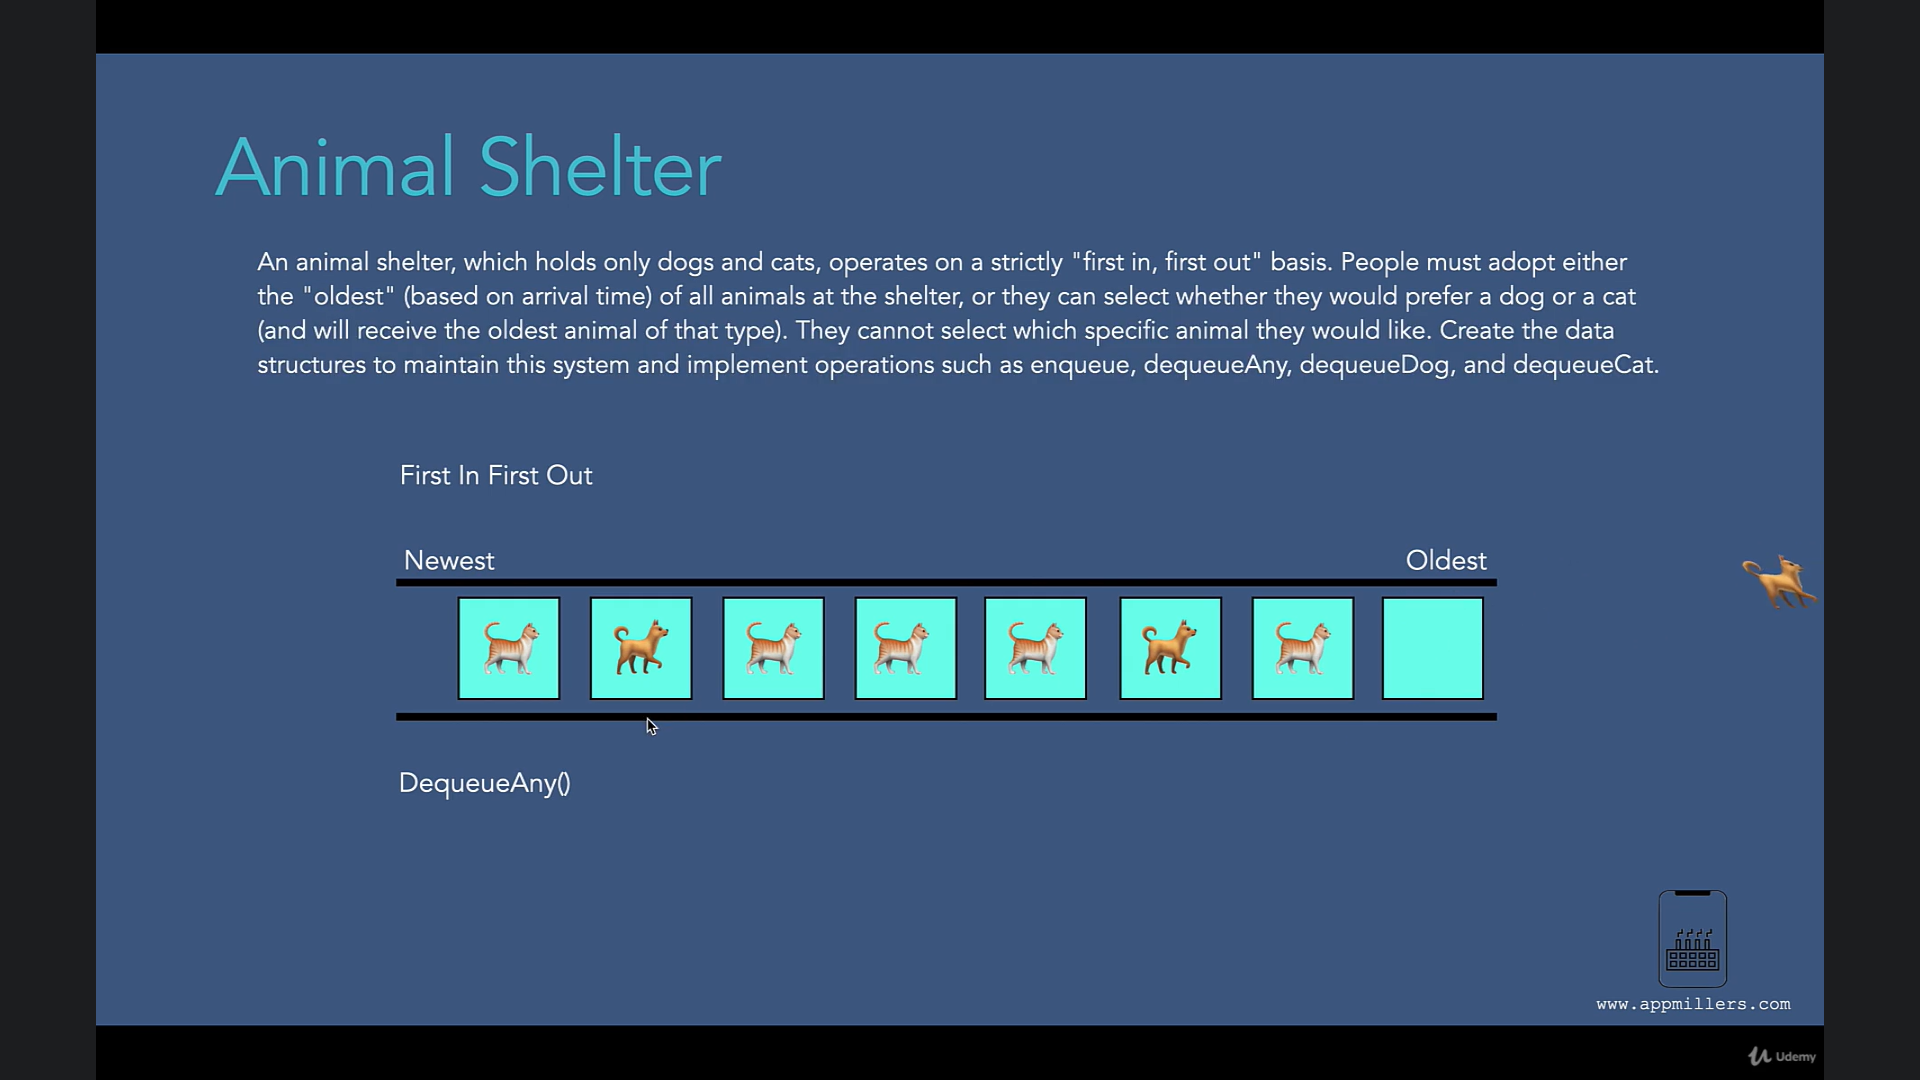 Animal Shelter
An animal shelter, which holds only dogs and cats, operates on a strictly "first in, first out" basis. People must adopt either
the "oldest" (based on arrival time) of all animals at the shelter, or they can select whether they would prefer a dog or a cat
(and will receive the oldest animal of that type). They cannot select which specific animal they would like. Create the data
structures to maintain this system and implement operations such as enqueue, dequeueAny, dequeueDog, and dequeueCat.
First In First Out
Newest
Oldest
DequeueAny()
www.appmillers.com
Udemy